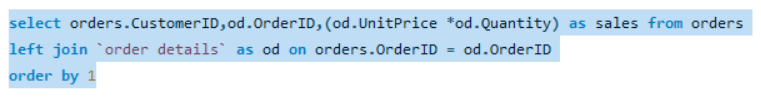 select orders.CustomerID,od.OrderID,(od.UnitPrice *od.Quantity) as sales from orders
left join `order details` as od on orders.OrderID = od.OrderID
order by 1